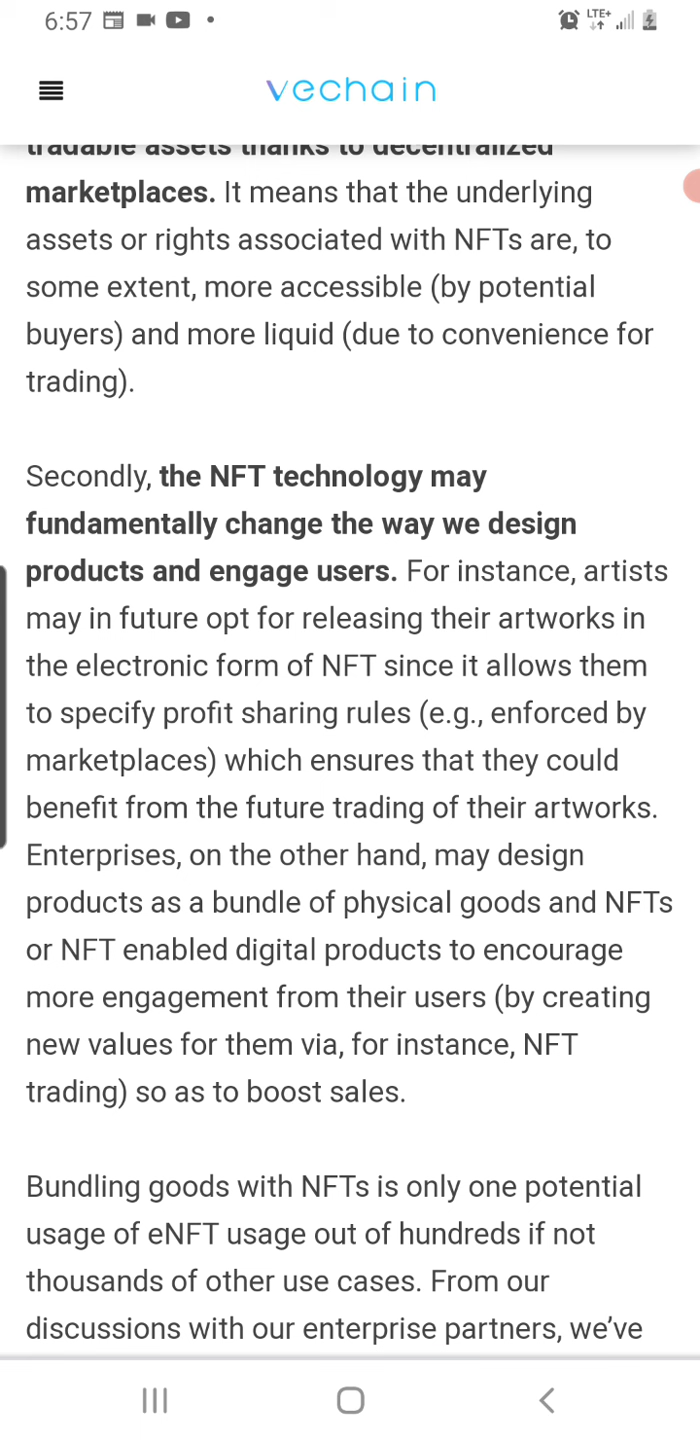 6:57
LTE+
vechain
tradable assets thanks to decentralized
marketplaces. It means that the underlying
assets or rights associated with NFTs are, to
some extent, more accessible (by potential
buyers) and more liquid (due to convenience for
trading).
Secondly, the NFT technology may
fundamentally change the way we design
products and engage users. For instance, artists
may in future opt for releasing their artworks in
the electronic form of NFT since it allows them
to specify profit sharing rules (e.g., enforced by
marketplaces) which ensures that they could
benefit from the future trading of their artworks.
Enterprises, on the other hand, may design
products as a bundle of physical goods and NFTs
or NFT enabled digital products to encourage
more engagement from their users (by creating
new values for them via, for instance, NFT
trading) so as to boost sales.
Bundling goods with NFTs is only one potential
usage of eNFT usage out of hundreds if not
thousands of other use cases. From our
discussions with our enterprise partners, we’ve